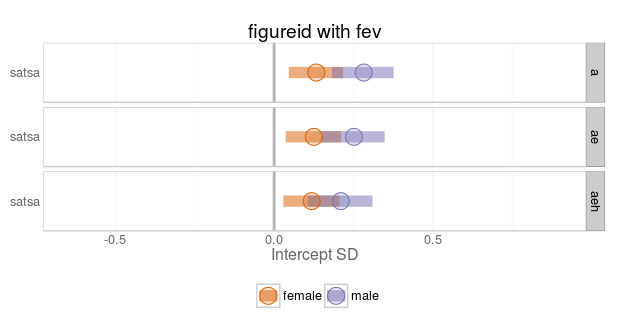 figureid with fev
satsa
a
satsa
ae
satsa
aeh
-0.5 0.0 0.5
Intercept SD
female male